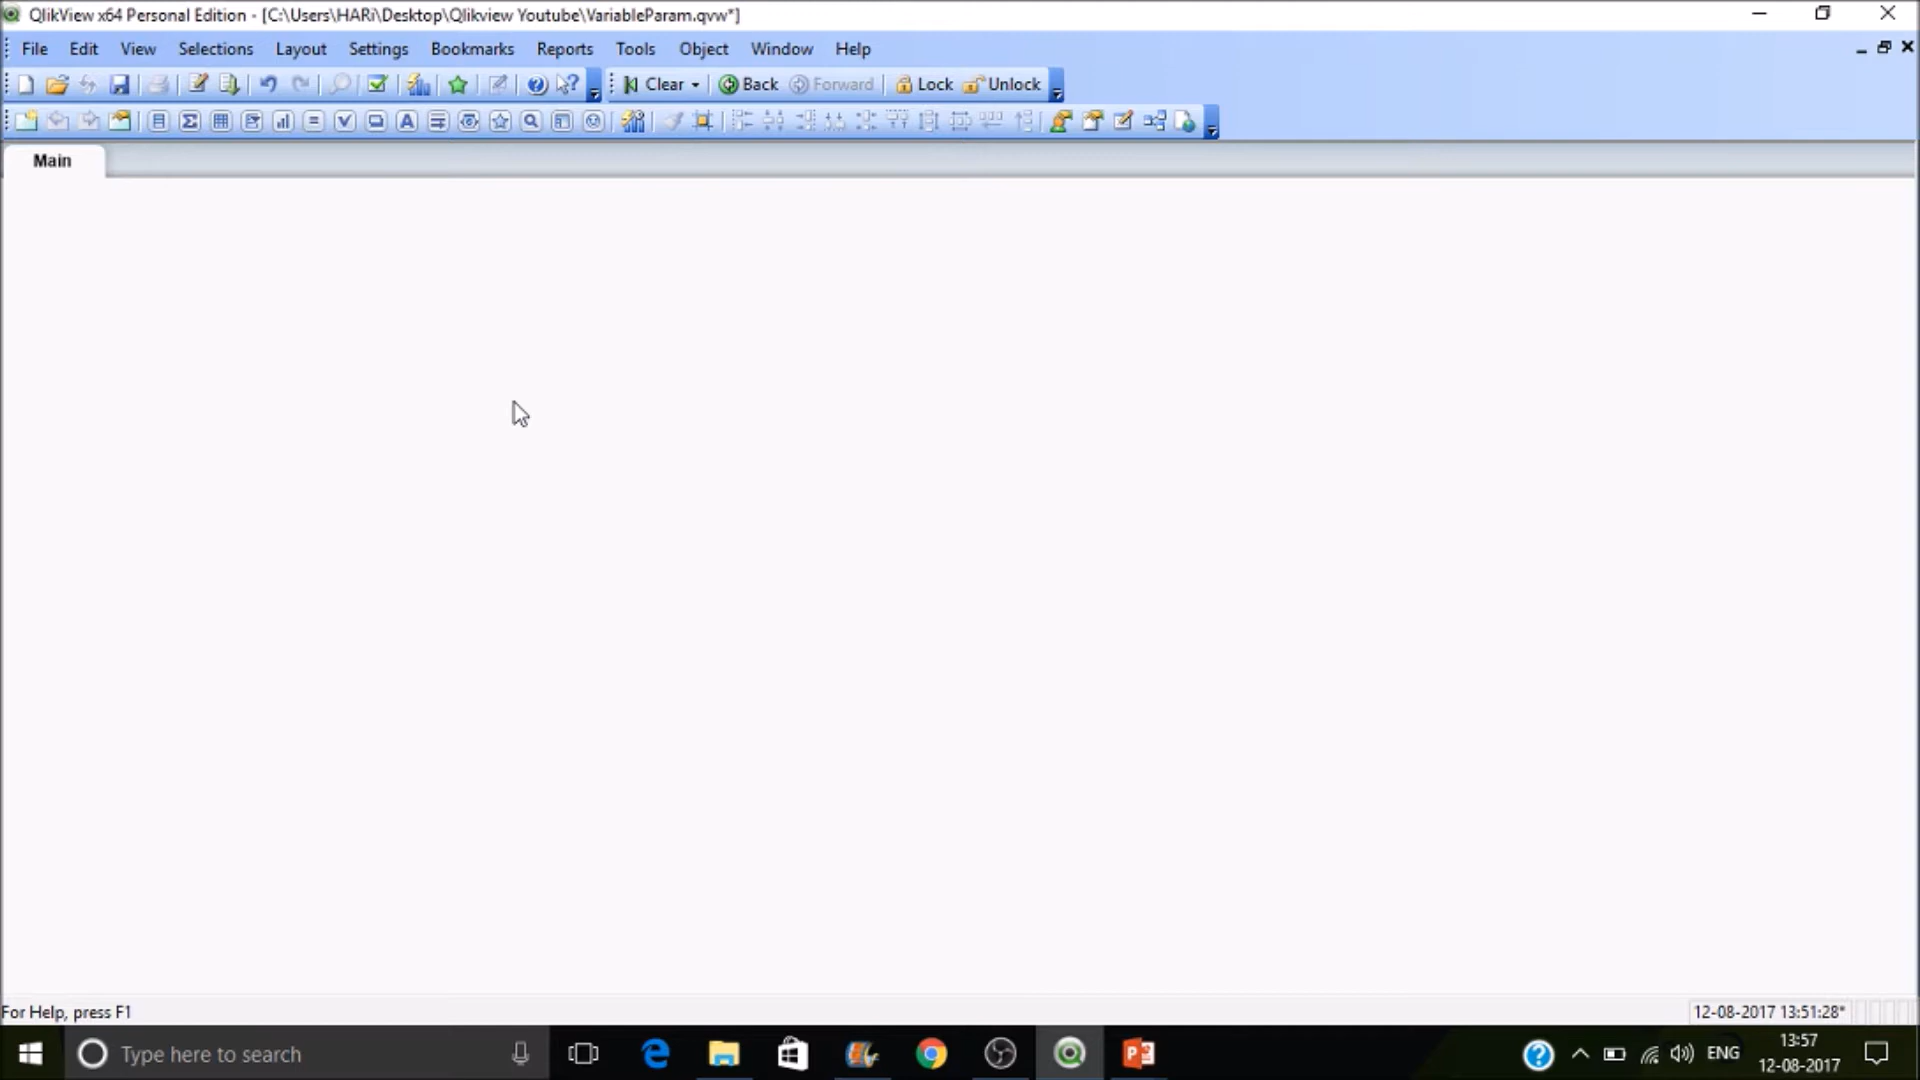 QlikView x64 Personal Edition - [C:\Users\HARi\Desktop\Qlikview Youtube\VariableParam.qvw*]
File Edit View Selections Layout Settings Bookmarks Reports Tools Object Window Help
Clear Back Forward Lock Unlock
Main
For Help, press F1
12-08-2017 13:51:28*
Type here to search
ENG
13:57
12-08-2017